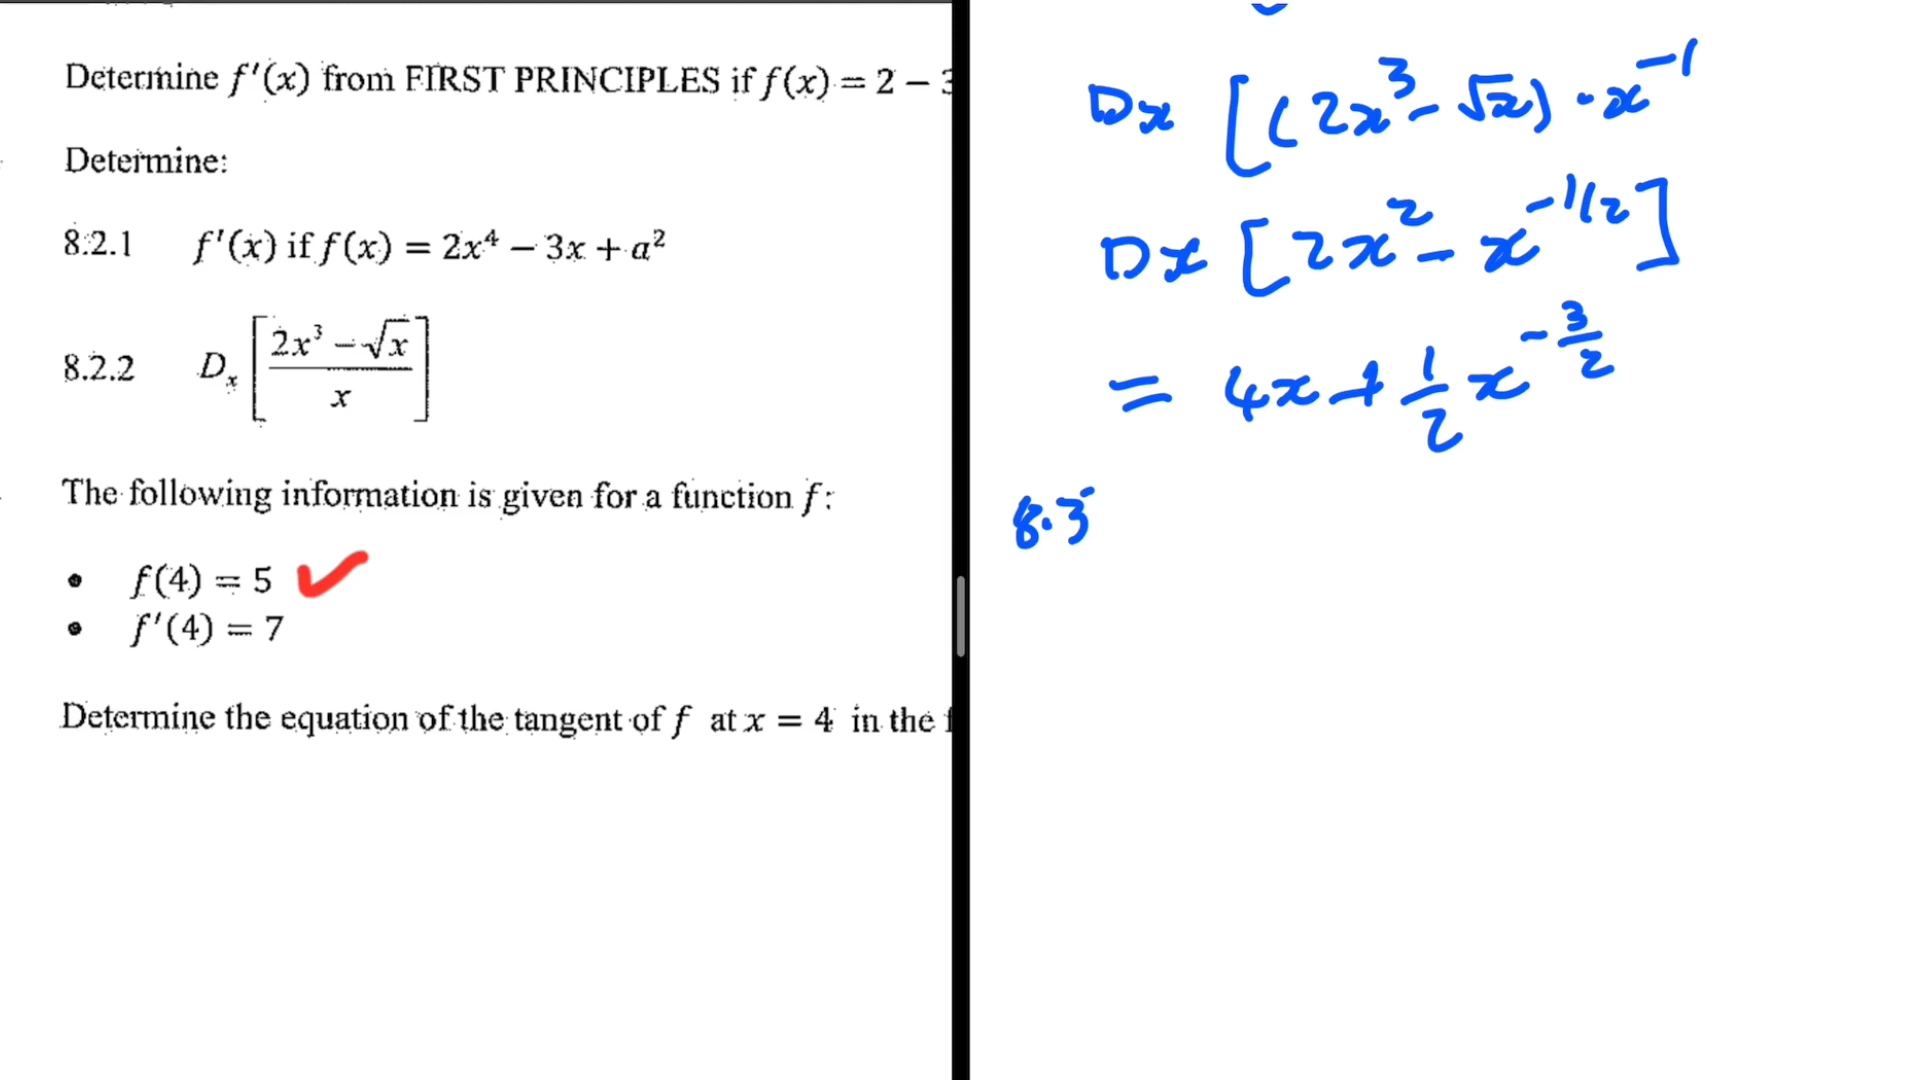 Determine f′(x) from FIRST PRINCIPLES if f(x) = 2 − 3
Determine:
8.2.1 f′(x) if f(x) = 2x⁴ − 3x + a²
8.2.2 Dₓ [(2x³ − √x) / x]
The following information is given for a function f:
• f(4) = 5
• f′(4) = 7
Determine the equation of the tangent of f at x = 4 in the
Dx [(2x³ - √x) · x⁻¹
Dx [2x² - x^(-1/2)]
= 4x + 1/2 x^(-3/2)
8.3